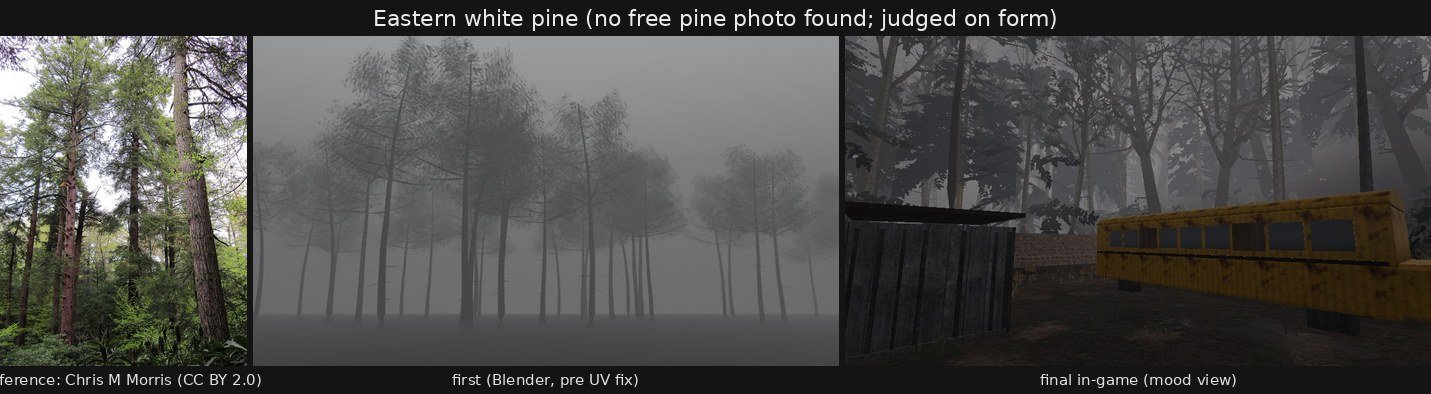 Eastern white pine (no free pine photo found; judged on form)
ference: Chris M Morris (CC BY 2.0)
first (Blender, pre UV fix)
final in-game (mood view)